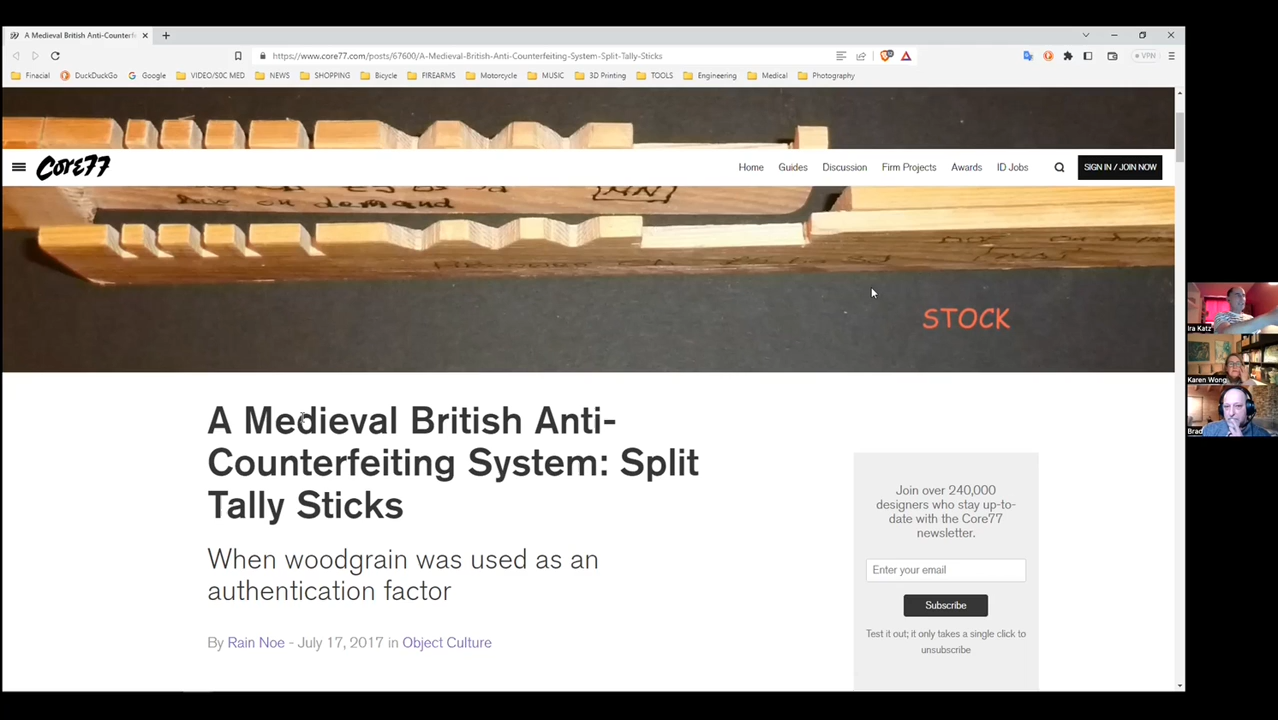 A Medieval British Anti-Counterfe
https://www.core77.com/posts/67600/A-Medieval-British-Anti-Counterfeiting-System-Split-Tally-Sticks
VPN
Finacial DuckDuckGo Google VIDEO/SOC MED NEWS SHOPPING Bicycle FIREARMS Motorcycle MUSIC 3D Printing TOOLS Engineering Medical Photography
Core77 Home Guides Discussion Firm Projects Awards ID Jobs SIGN IN / JOIN NOW
on demand
STOCK
A Medieval British Anti-
Counterfeiting System: Split
Tally Sticks
When woodgrain was used as an
authentication factor
By Rain Noe - July 17, 2017 in Object Culture
Join over 240,000
designers who stay up-to-
date with the Core77
newsletter.
Enter your email
Subscribe
Test it out; it only takes a single click to
unsubscribe
Ira Katz
Karen Wong
Brad